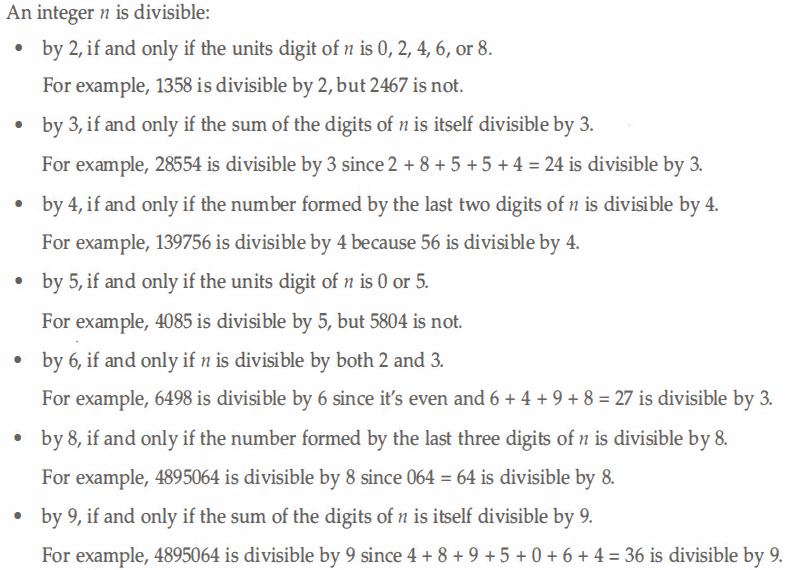 An integer n is divisible:
• by 2, if and only if the units digit of n is 0, 2, 4, 6, or 8.
For example, 1358 is divisible by 2, but 2467 is not.
• by 3, if and only if the sum of the digits of n is itself divisible by 3.
For example, 28554 is divisible by 3 since 2 + 8 + 5 + 5 + 4 = 24 is divisible by 3.
• by 4, if and only if the number formed by the last two digits of n is divisible by 4.
For example, 139756 is divisible by 4 because 56 is divisible by 4.
• by 5, if and only if the units digit of n is 0 or 5.
For example, 4085 is divisible by 5, but 5804 is not.
• by 6, if and only if n is divisible by both 2 and 3.
For example, 6498 is divisible by 6 since it's even and 6 + 4 + 9 + 8 = 27 is divisible by 3.
• by 8, if and only if the number formed by the last three digits of n is divisible by 8.
For example, 4895064 is divisible by 8 since 064 = 64 is divisible by 8.
• by 9, if and only if the sum of the digits of n is itself divisible by 9.
For example, 4895064 is divisible by 9 since 4 + 8 + 9 + 5 + 0 + 6 + 4 = 36 is divisible by 9.